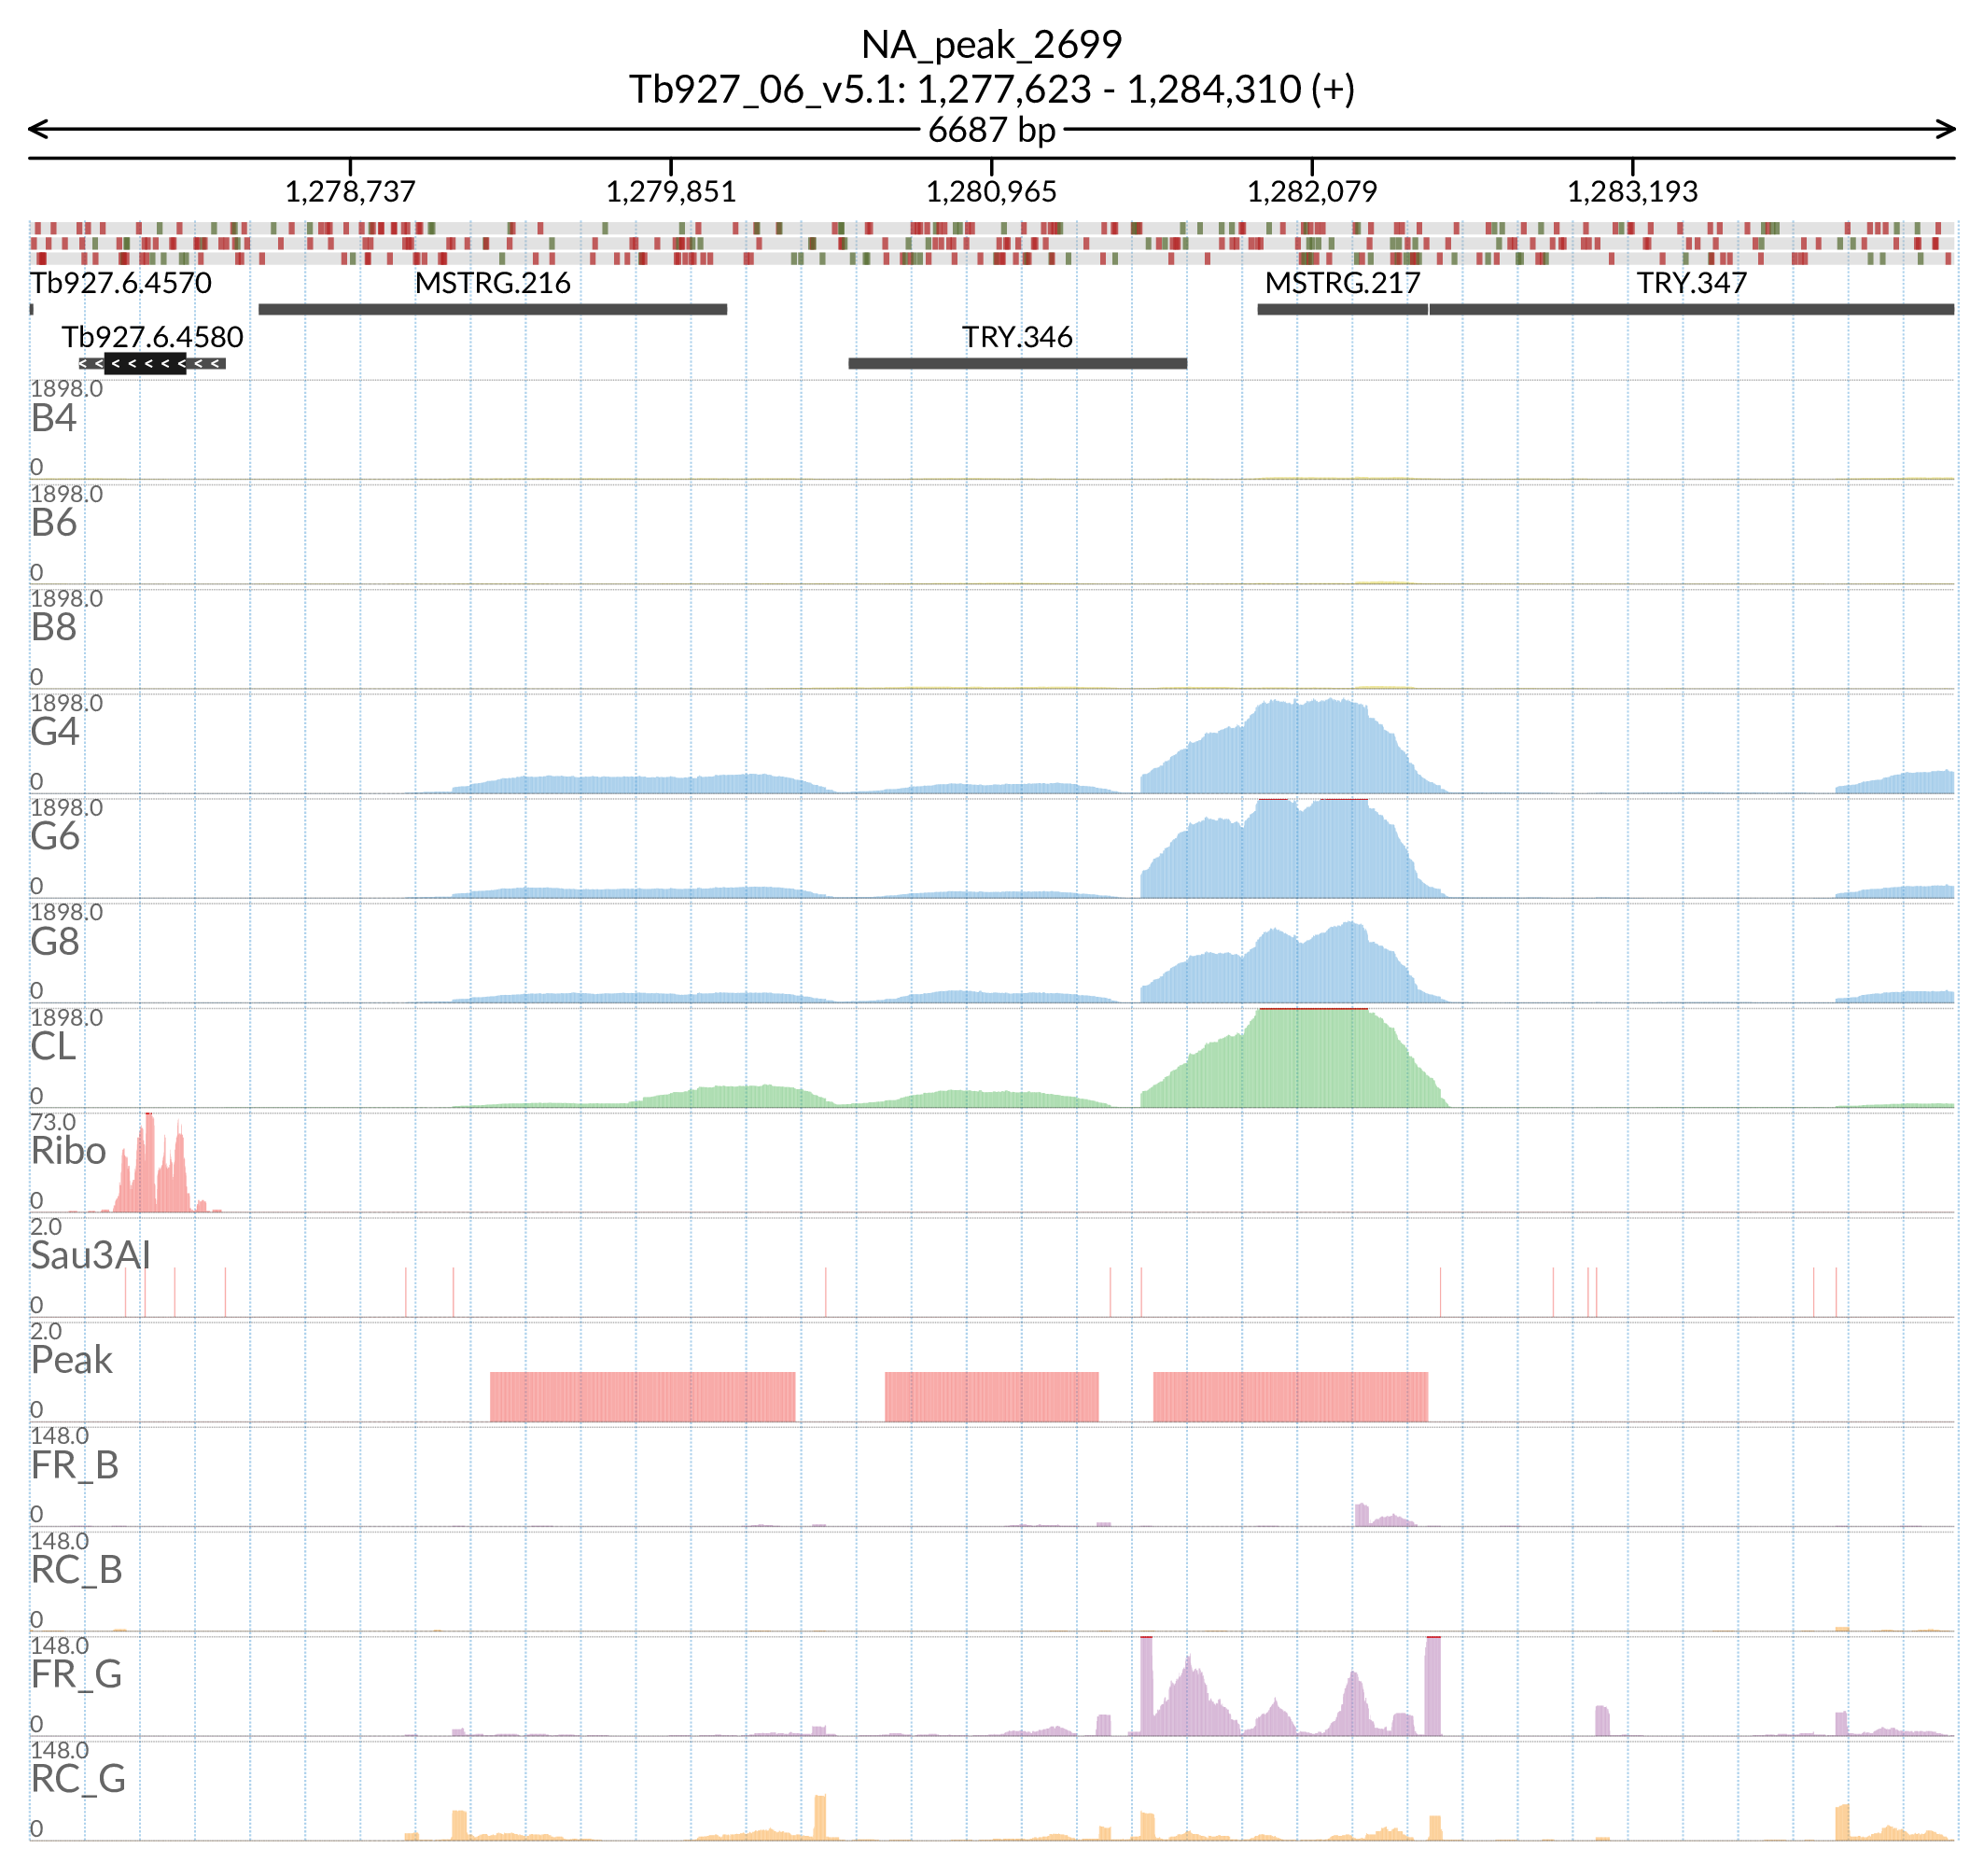 NA_peak_2699
Tb927_06_v5.1: 1,277,623 - 1,284,310 (+)
6687 bp
1,278,737 1,279,851 1,280,965 1,282,079 1,283,193
Tb927.6.4570 MSTRG.216 MSTRG.217 TRY.347
Tb927.6.4580 TRY.346
1898.0
B4
0
1898.0
B6
0
1898.0
B8
0
1898.0
G4
0
1898.0
G6
0
1898.0
G8
0
1898.0
CL
0
73.0
Ribo
0
2.0
Sau3AI
0
2.0
Peak
0
148.0
FR_B
0
148.0
RC_B
0
148.0
FR_G
0
148.0
RC_G
0